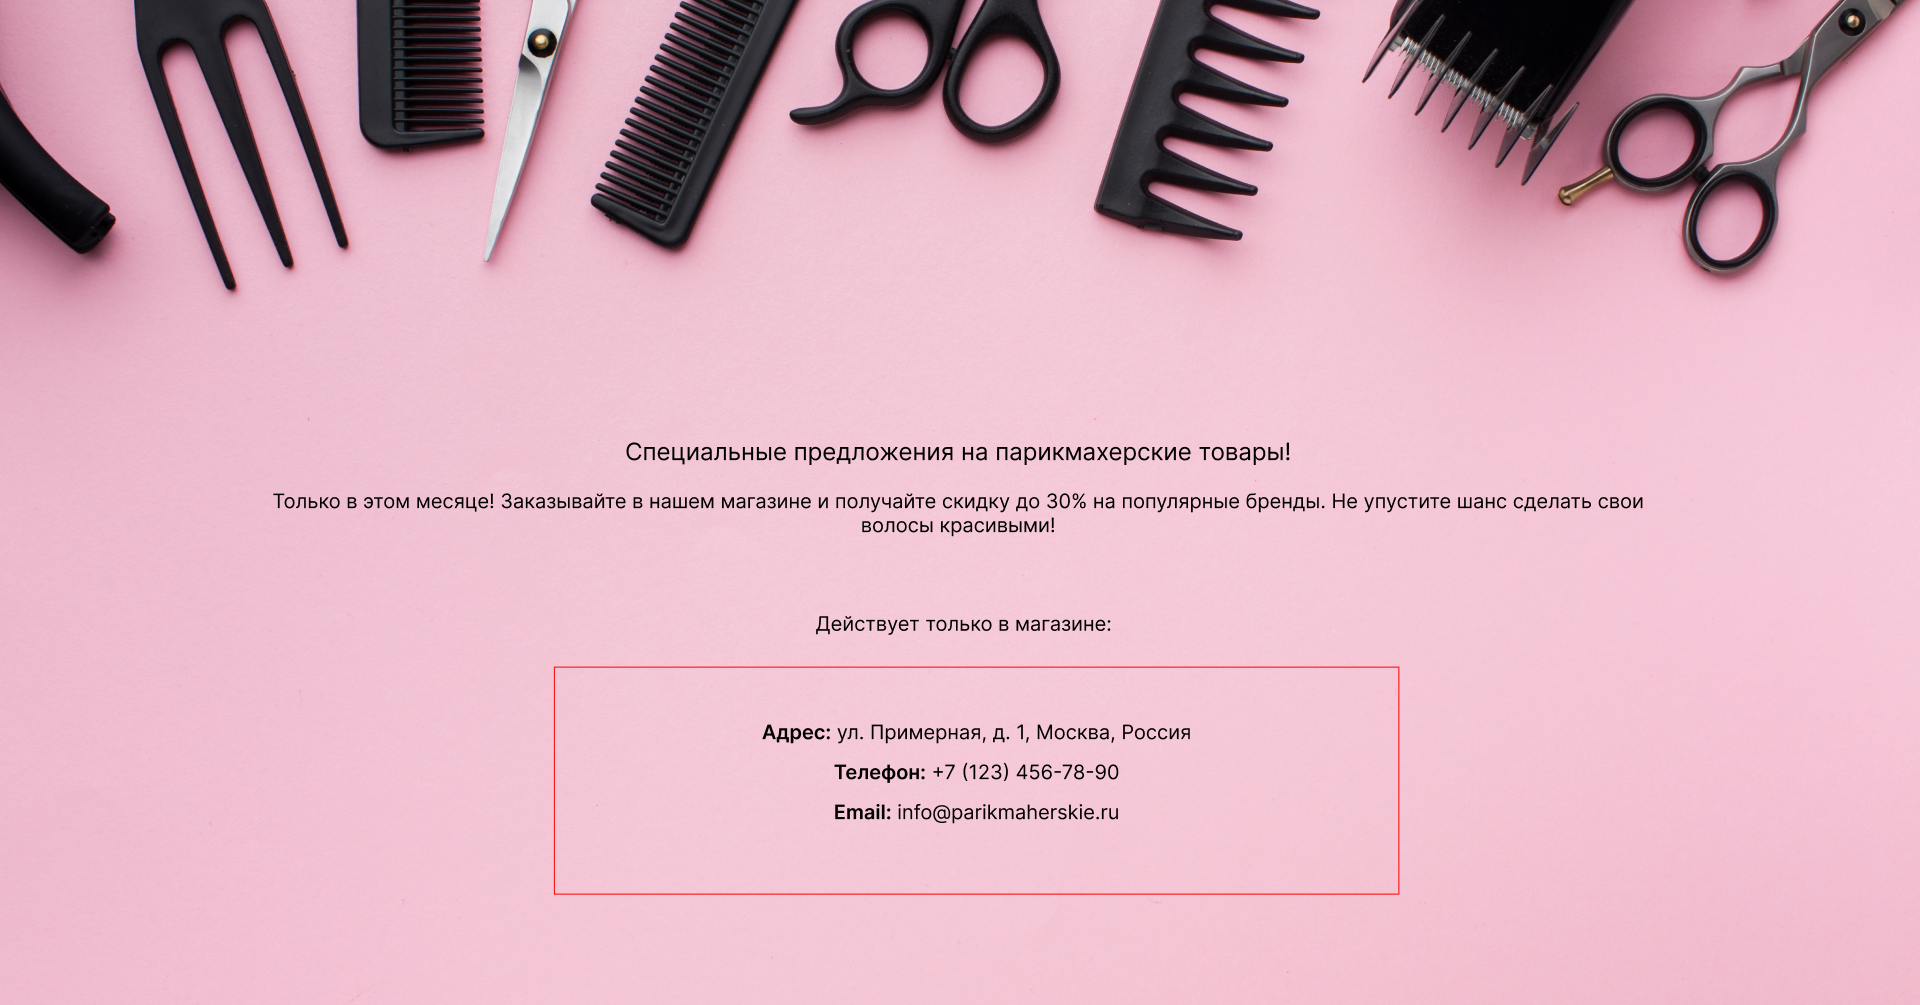 Специальные предложения на парикмахерские товары!
Только в этом месяце! Заказывайте в нашем магазине и получайте скидку до 30% на популярные бренды. Не упустите шанс сделать свои
волосы красивыми!
Действует только в магазине:
Адрес: ул. Примерная, д. 1, Москва, Россия
Телефон: +7 (123) 456-78-90
Email: info@parikmaherskie.ru